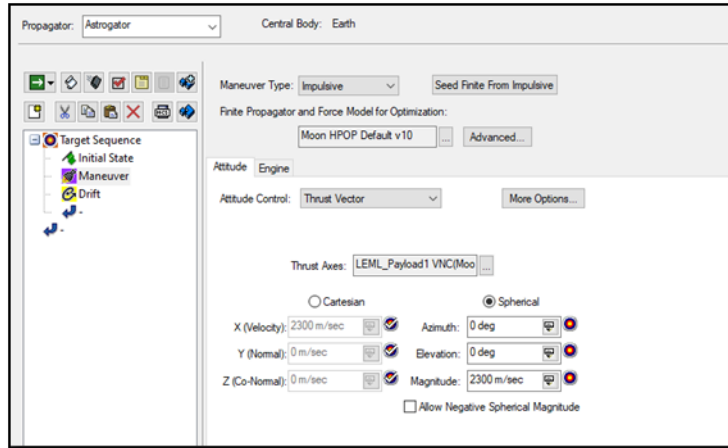 Propagator: Astrogator Central Body: Earth
Maneuver Type: Impulsive Seed Finite From Impulsive
Finite Propagator and Force Model for Optimization:
Moon HPOP Default v10 ... Advanced...
Target Sequence
Initial State
Maneuver
Drift
-
-
Attitude Engine
Attitude Control: Thrust Vector More Options...
Thrust Axes: LEML_Payload1 VNC(Moo ...
Cartesian Spherical
X (Velocity): 2300 m/sec Azimuth: 0 deg
Y (Normal): 0 m/sec Elevation: 0 deg
Z (Co-Normal): 0 m/sec Magnitude: 2300 m/sec
Allow Negative Spherical Magnitude